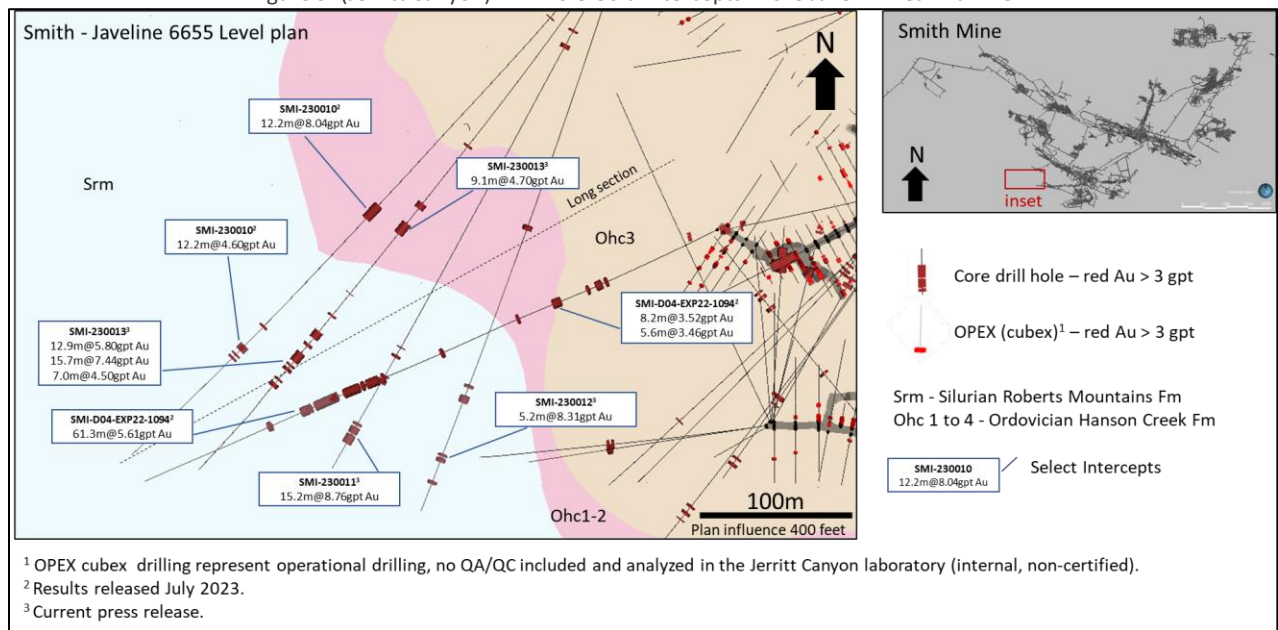 Smith - Javeline 6655 Level plan
N
SMI-230010²
12.2m@8.04gpt Au
SMI-230013³
9.1m@4.70gpt Au
Srm
Long section
Ohc3
SMI-230010²
12.2m@4.60gpt Au
SMI-D04-EXP22-1094²
8.2m@3.52gpt Au
5.6m@3.46gpt Au
SMI-230013³
12.9m@5.80gpt Au
15.7m@7.44gpt Au
7.0m@4.50gpt Au
SMI-D04-EXP22-1094²
61.3m@5.61gpt Au
SMI-230012³
5.2m@8.31gpt Au
SMI-230011³
15.2m@8.76gpt Au
Ohc1-2
100m
Plan influence 400 feet
Smith Mine
N
inset
Core drill hole – red Au > 3 gpt
OPEX (cubex)¹ – red Au > 3 gpt
Srm - Silurian Roberts Mountains Fm
Ohc 1 to 4 - Ordovician Hanson Creek Fm
SMI-230010
12.2m@8.04gpt Au
Select Intercepts
¹ OPEX cubex drilling represent operational drilling, no QA/QC included and analyzed in the Jerritt Canyon laboratory (internal, non-certified).
² Results released July 2023.
³ Current press release.